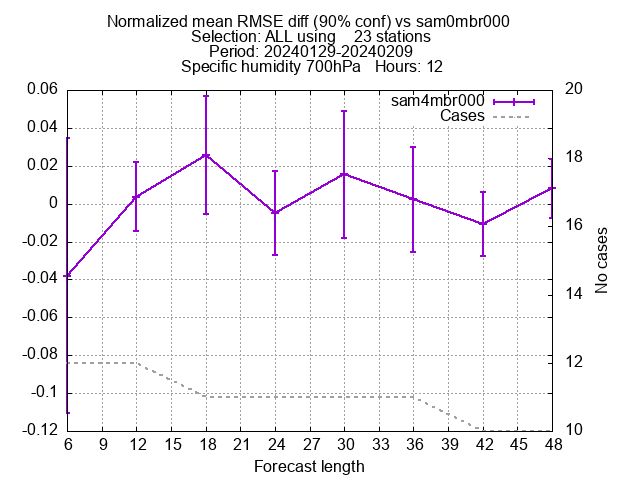 Normalized mean RMSE diff (90% conf) vs sam0mbr000
Selection: ALL using    23 stations
Period: 20240129-20240209
Specific humidity 700hPa   Hours: 12
sam4mbr000
Cases
0.06
0.04
0.02
0
-0.02
-0.04
-0.06
-0.08
-0.1
-0.12
20
18
16
14
12
10
No cases
6 9 12 15 18 21 24 27 30 33 36 39 42 45 48
Forecast length